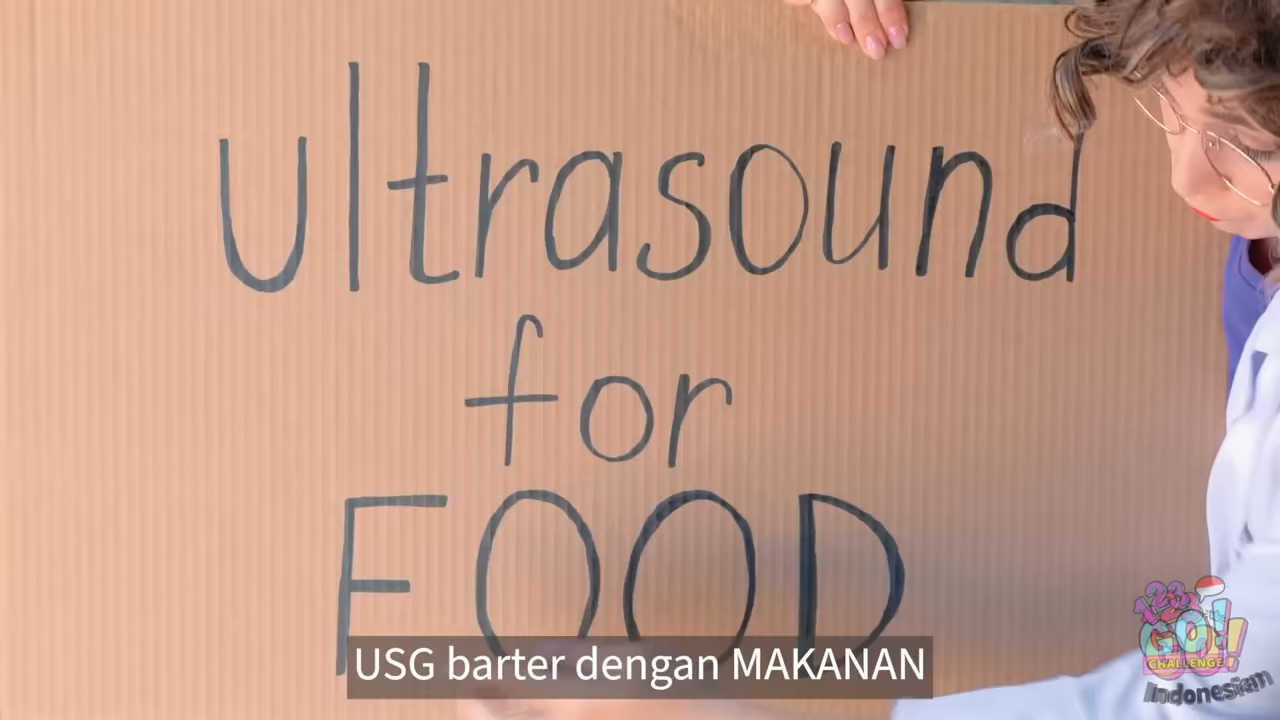 ultrasound
for
FOOD
USG barter dengan MAKANAN
123
GO!
CHALLENGE!
Indonesian